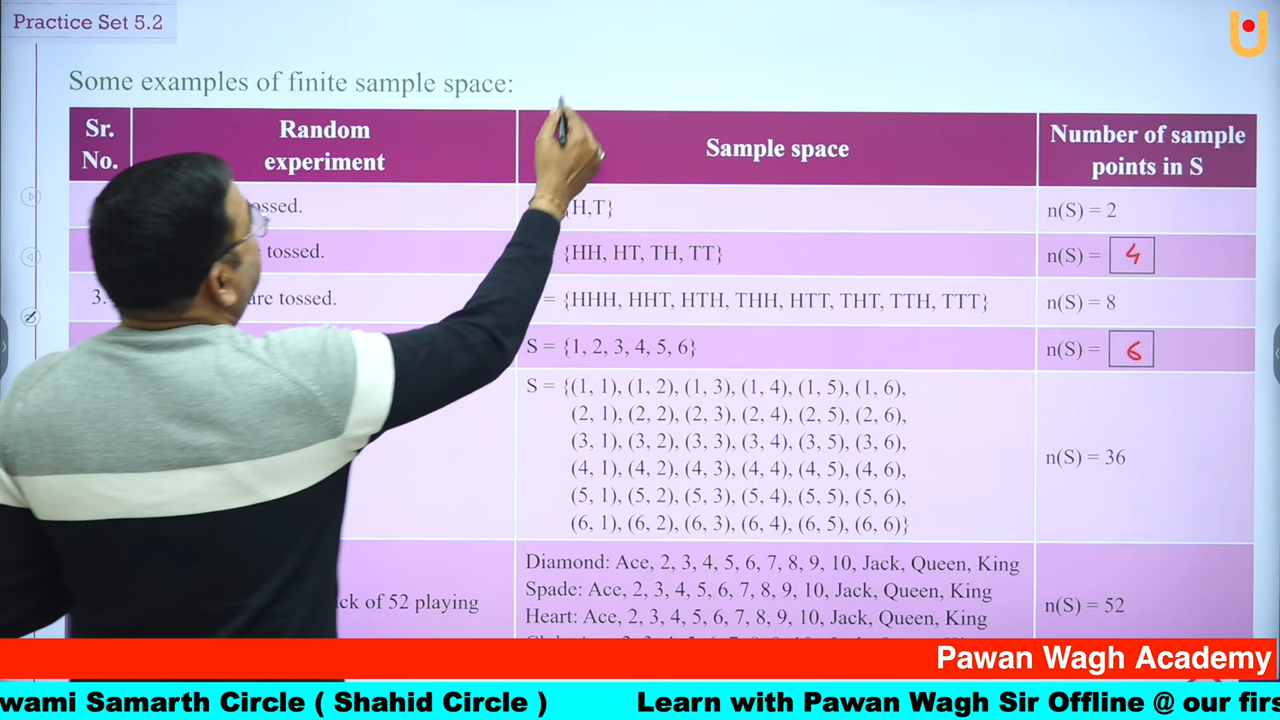 Practice Set 5.2
Some examples of finite sample space:
Sr. No.
Random experiment
Sample space
Number of sample points in S
ossed.
{H,T}
n(S) = 2
tossed.
= {HH, HT, TH, TT}
n(S) = 4
3.
are tossed.
= {HHH, HHT, HTH, THH, HTT, THT, TTH, TTT}
n(S) = 8
S = {1, 2, 3, 4, 5, 6}
n(S) = 6
S = {(1, 1), (1, 2), (1, 3), (1, 4), (1, 5), (1, 6),
(2, 1), (2, 2), (2, 3), (2, 4), (2, 5), (2, 6),
(3, 1), (3, 2), (3, 3), (3, 4), (3, 5), (3, 6),
(4, 1), (4, 2), (4, 3), (4, 4), (4, 5), (4, 6),
(5, 1), (5, 2), (5, 3), (5, 4), (5, 5), (5, 6),
(6, 1), (6, 2), (6, 3), (6, 4), (6, 5), (6, 6)}
n(S) = 36
ck of 52 playing
Diamond: Ace, 2, 3, 4, 5, 6, 7, 8, 9, 10, Jack, Queen, King
Spade: Ace, 2, 3, 4, 5, 6, 7, 8, 9, 10, Jack, Queen, King
Heart: Ace, 2, 3, 4, 5, 6, 7, 8, 9, 10, Jack, Queen, King
n(S) = 52
Pawan Wagh Academy
wami Samarth Circle ( Shahid Circle ) Learn with Pawan Wagh Sir Offline @ our firs